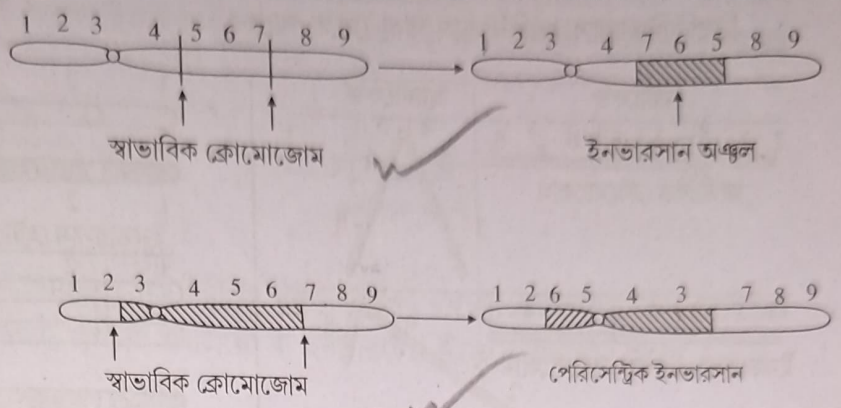 1 2 3 4 5 6 7 8 9
1 2 3 4 7 6 5 8 9
স্বাভাবিক ক্রোমোজোম
ইনভারসান অঞ্চল
1 2 3 4 5 6 7 8 9
1 2 6 5 4 3 7 8 9
স্বাভাবিক ক্রোমোজোম
পেরিসেন্ট্রিক ইনভারসান